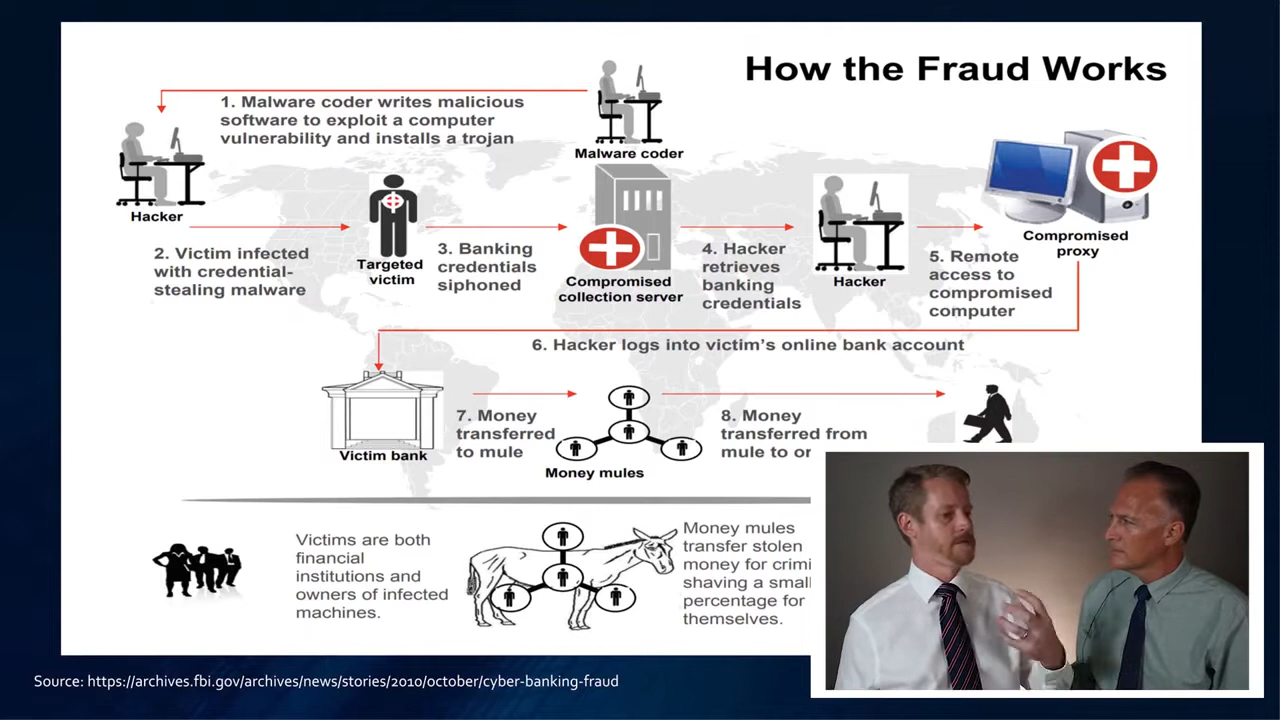 How the Fraud Works
1. Malware coder writes malicious
software to exploit a computer
vulnerability and installs a trojan
Malware coder
Hacker
2. Victim infected
with credential-
stealing malware
Targeted
victim
3. Banking
credentials
siphoned
Compromised
collection server
4. Hacker
retrieves
banking
credentials
Hacker
5. Remote
access to
compromised
computer
Compromised
proxy
6. Hacker logs into victim's online bank account
Victim bank
7. Money
transferred
to mule
Money mules
8. Money
transferred from
mule to or
Victims are both
financial
institutions and
owners of infected
machines.
Money mules
transfer stolen
money for crimi
shaving a small
percentage for
themselves.
Source: https://archives.fbi.gov/archives/news/stories/2010/october/cyber-banking-fraud